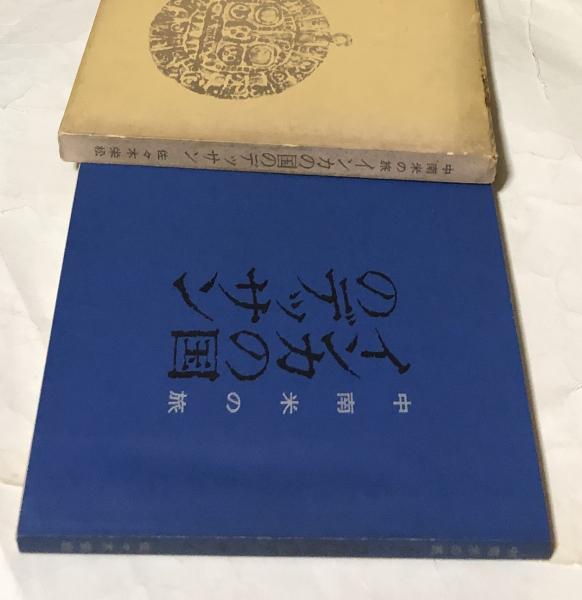 中南米の旅 インカの国のデッサン 佐々木栄松
中南米の旅
インカの国
のデッサン